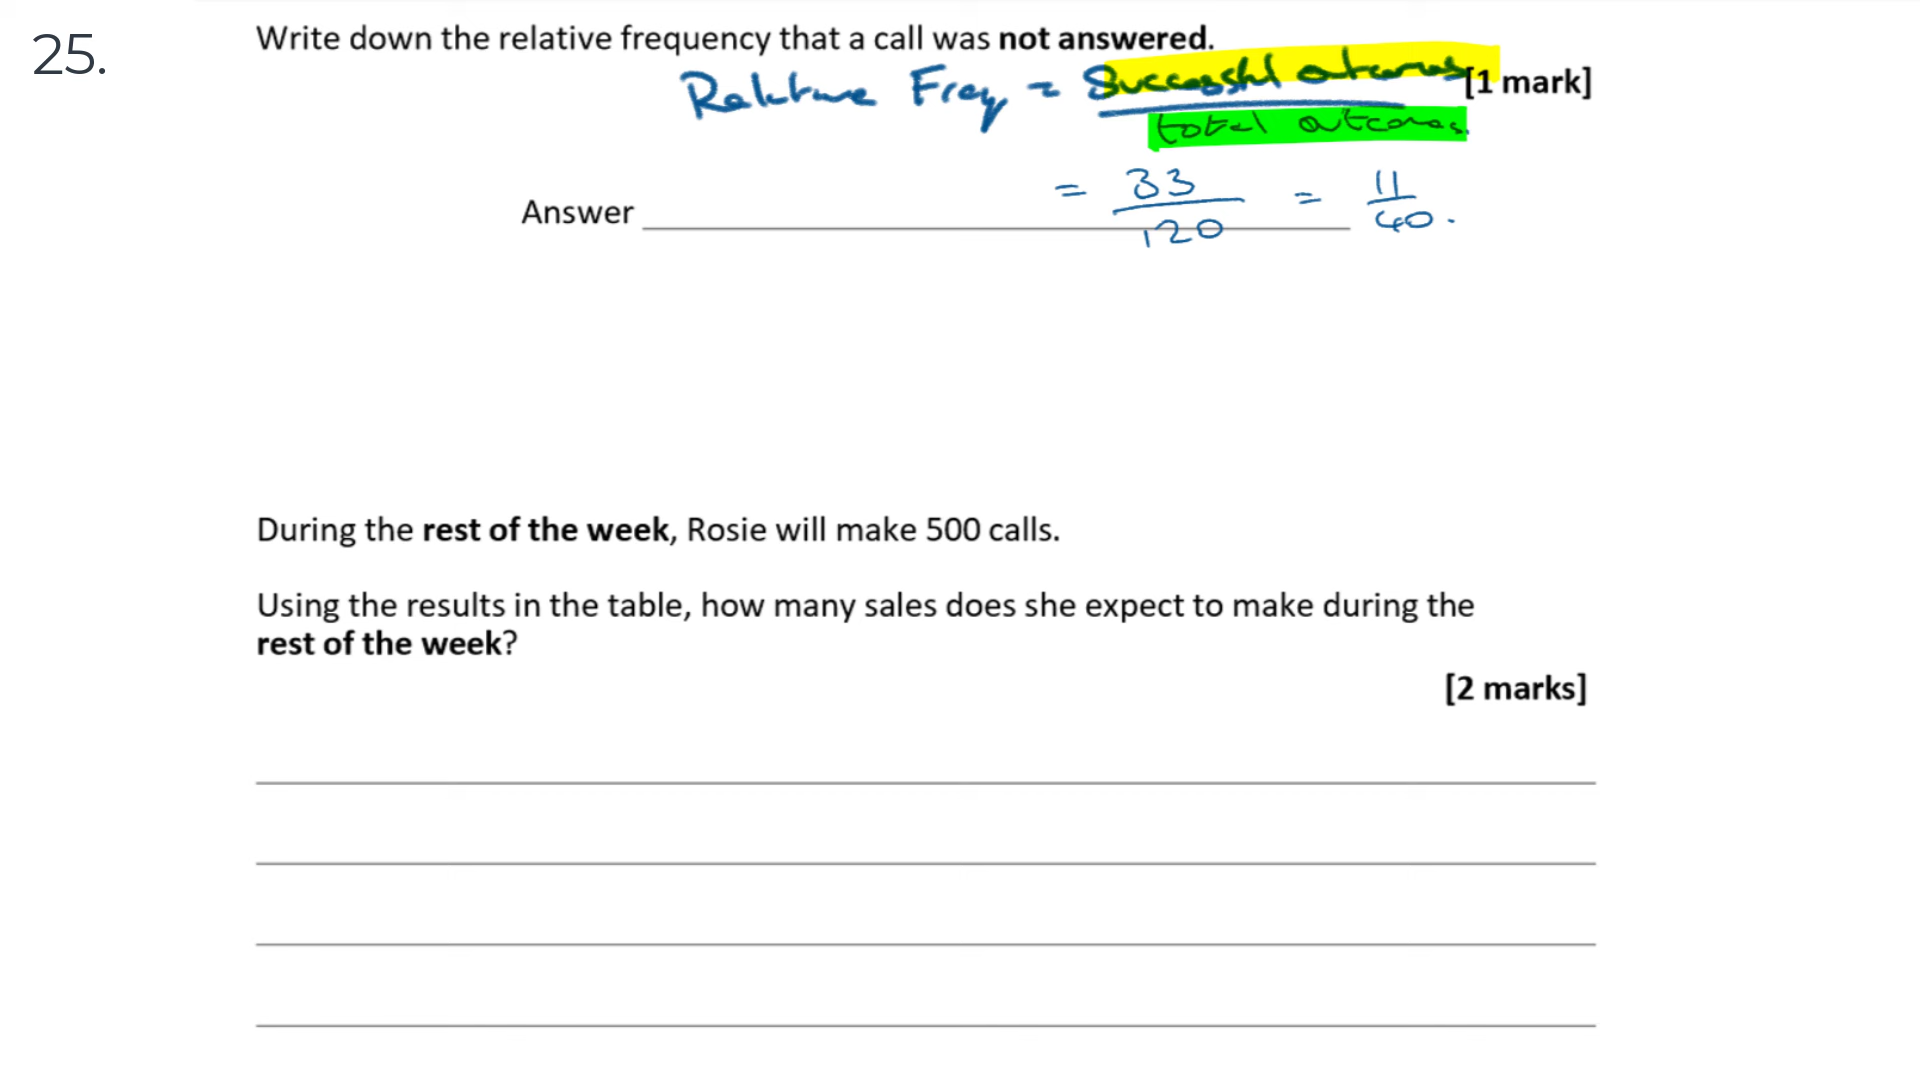 25.
Write down the relative frequency that a call was not answered.
Relative Freq = Successful outcomes
[1 mark]
total outcomes.
= 33/120 = 11/40.
Answer
During the rest of the week, Rosie will make 500 calls.
Using the results in the table, how many sales does she expect to make during the
rest of the week?
[2 marks]